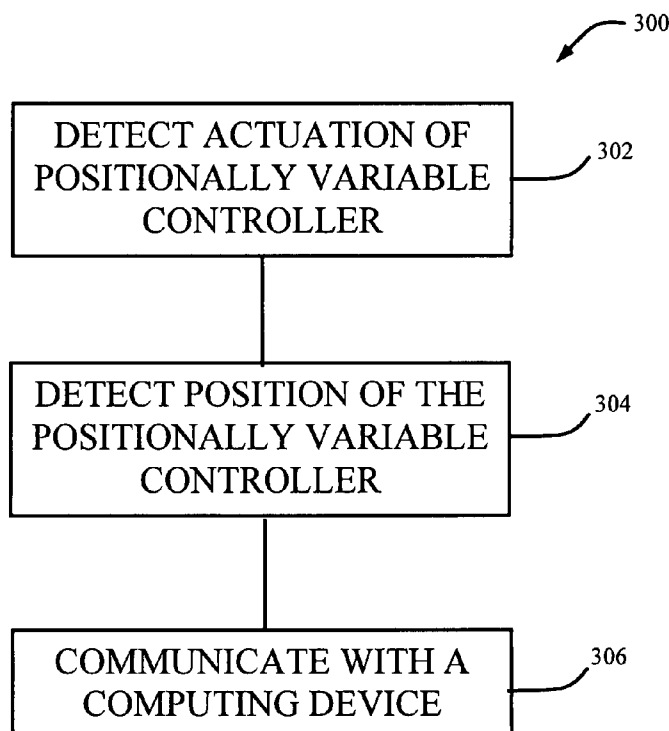 300
DETECT ACTUATION OF
POSITIONALLY VARIABLE
CONTROLLER
302
DETECT POSITION OF THE
POSITIONALLY VARIABLE
CONTROLLER
304
COMMUNICATE WITH A
COMPUTING DEVICE
306